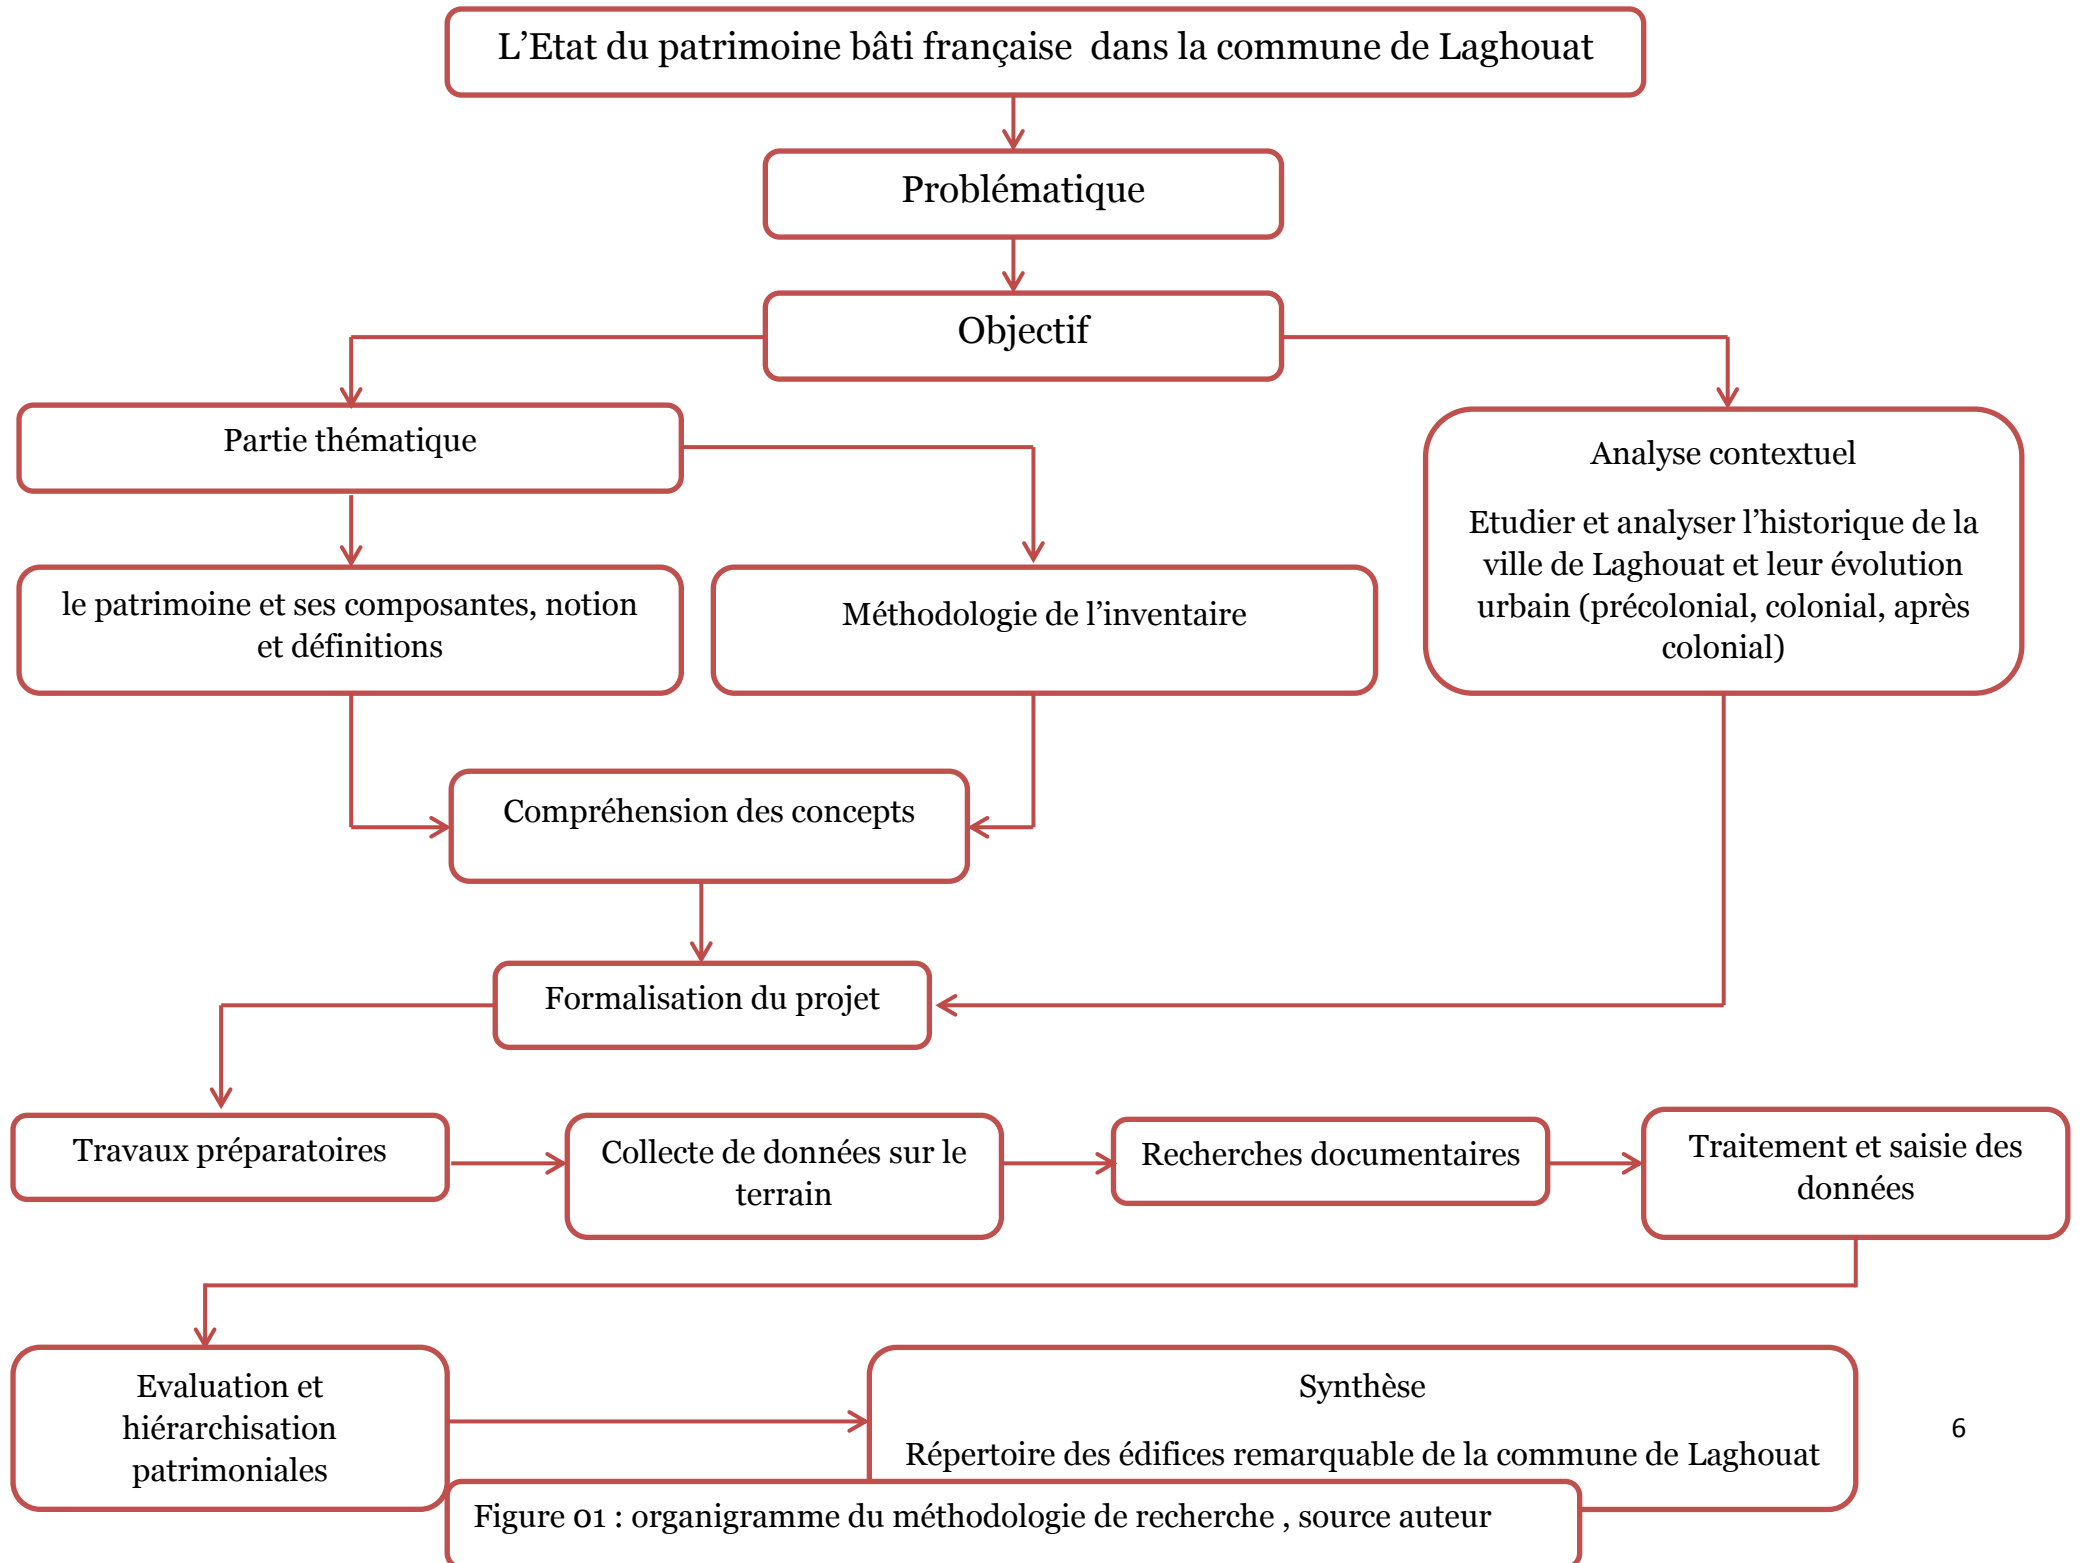 L’Etat du patrimoine bâti française dans la commune de Laghouat
Problématique
Objectif
Partie thématique
Analyse contextuel
Etudier et analyser l’historique de la
ville de Laghouat et leur évolution
urbain (précolonial, colonial, après
colonial)
le patrimoine et ses composantes, notion
et définitions
Méthodologie de l’inventaire
Compréhension des concepts
Formalisation du projet
Travaux préparatoires
Collecte de données sur le
terrain
Recherches documentaires
Traitement et saisie des
données
Evaluation et
hiérarchisation
patrimoniales
Synthèse
Répertoire des édifices remarquable de la commune de Laghouat
6
Figure 01 : organigramme du méthodologie de recherche , source auteur